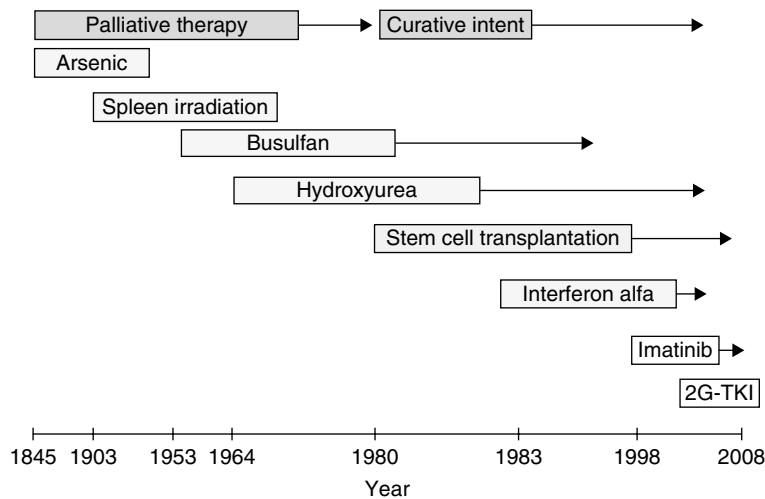 Palliative therapy
Curative intent
Arsenic
Spleen irradiation
Busulfan
Hydroxyurea
Stem cell transplantation
Interferon alfa
Imatinib
2G-TKI
1845 1903 1953 1964 1980 1983 1998 2008
Year